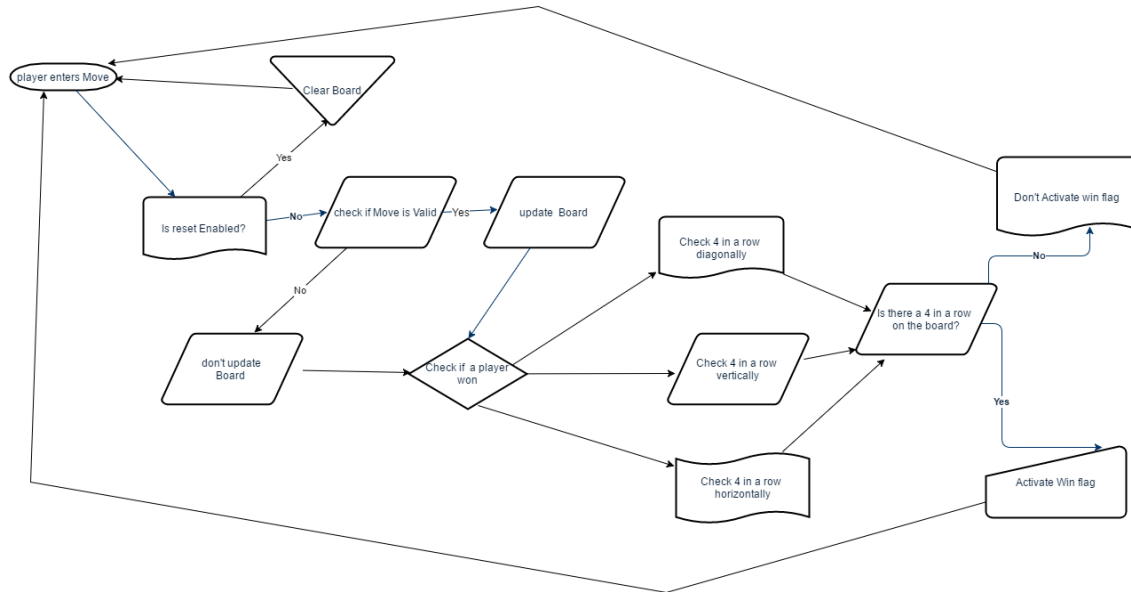 player enters Move
Clear Board
Yes
Is reset Enabled?
No
check if Move is Valid
Yes
update Board
No
don't update
Board
Check if a player
won
Check 4 in a row
diagonally
Check 4 in a row
vertically
Check 4 in a row
horizontally
Is there a 4 in a row
on the board?
No
Don't Activate win flag
Yes
Activate Win flag